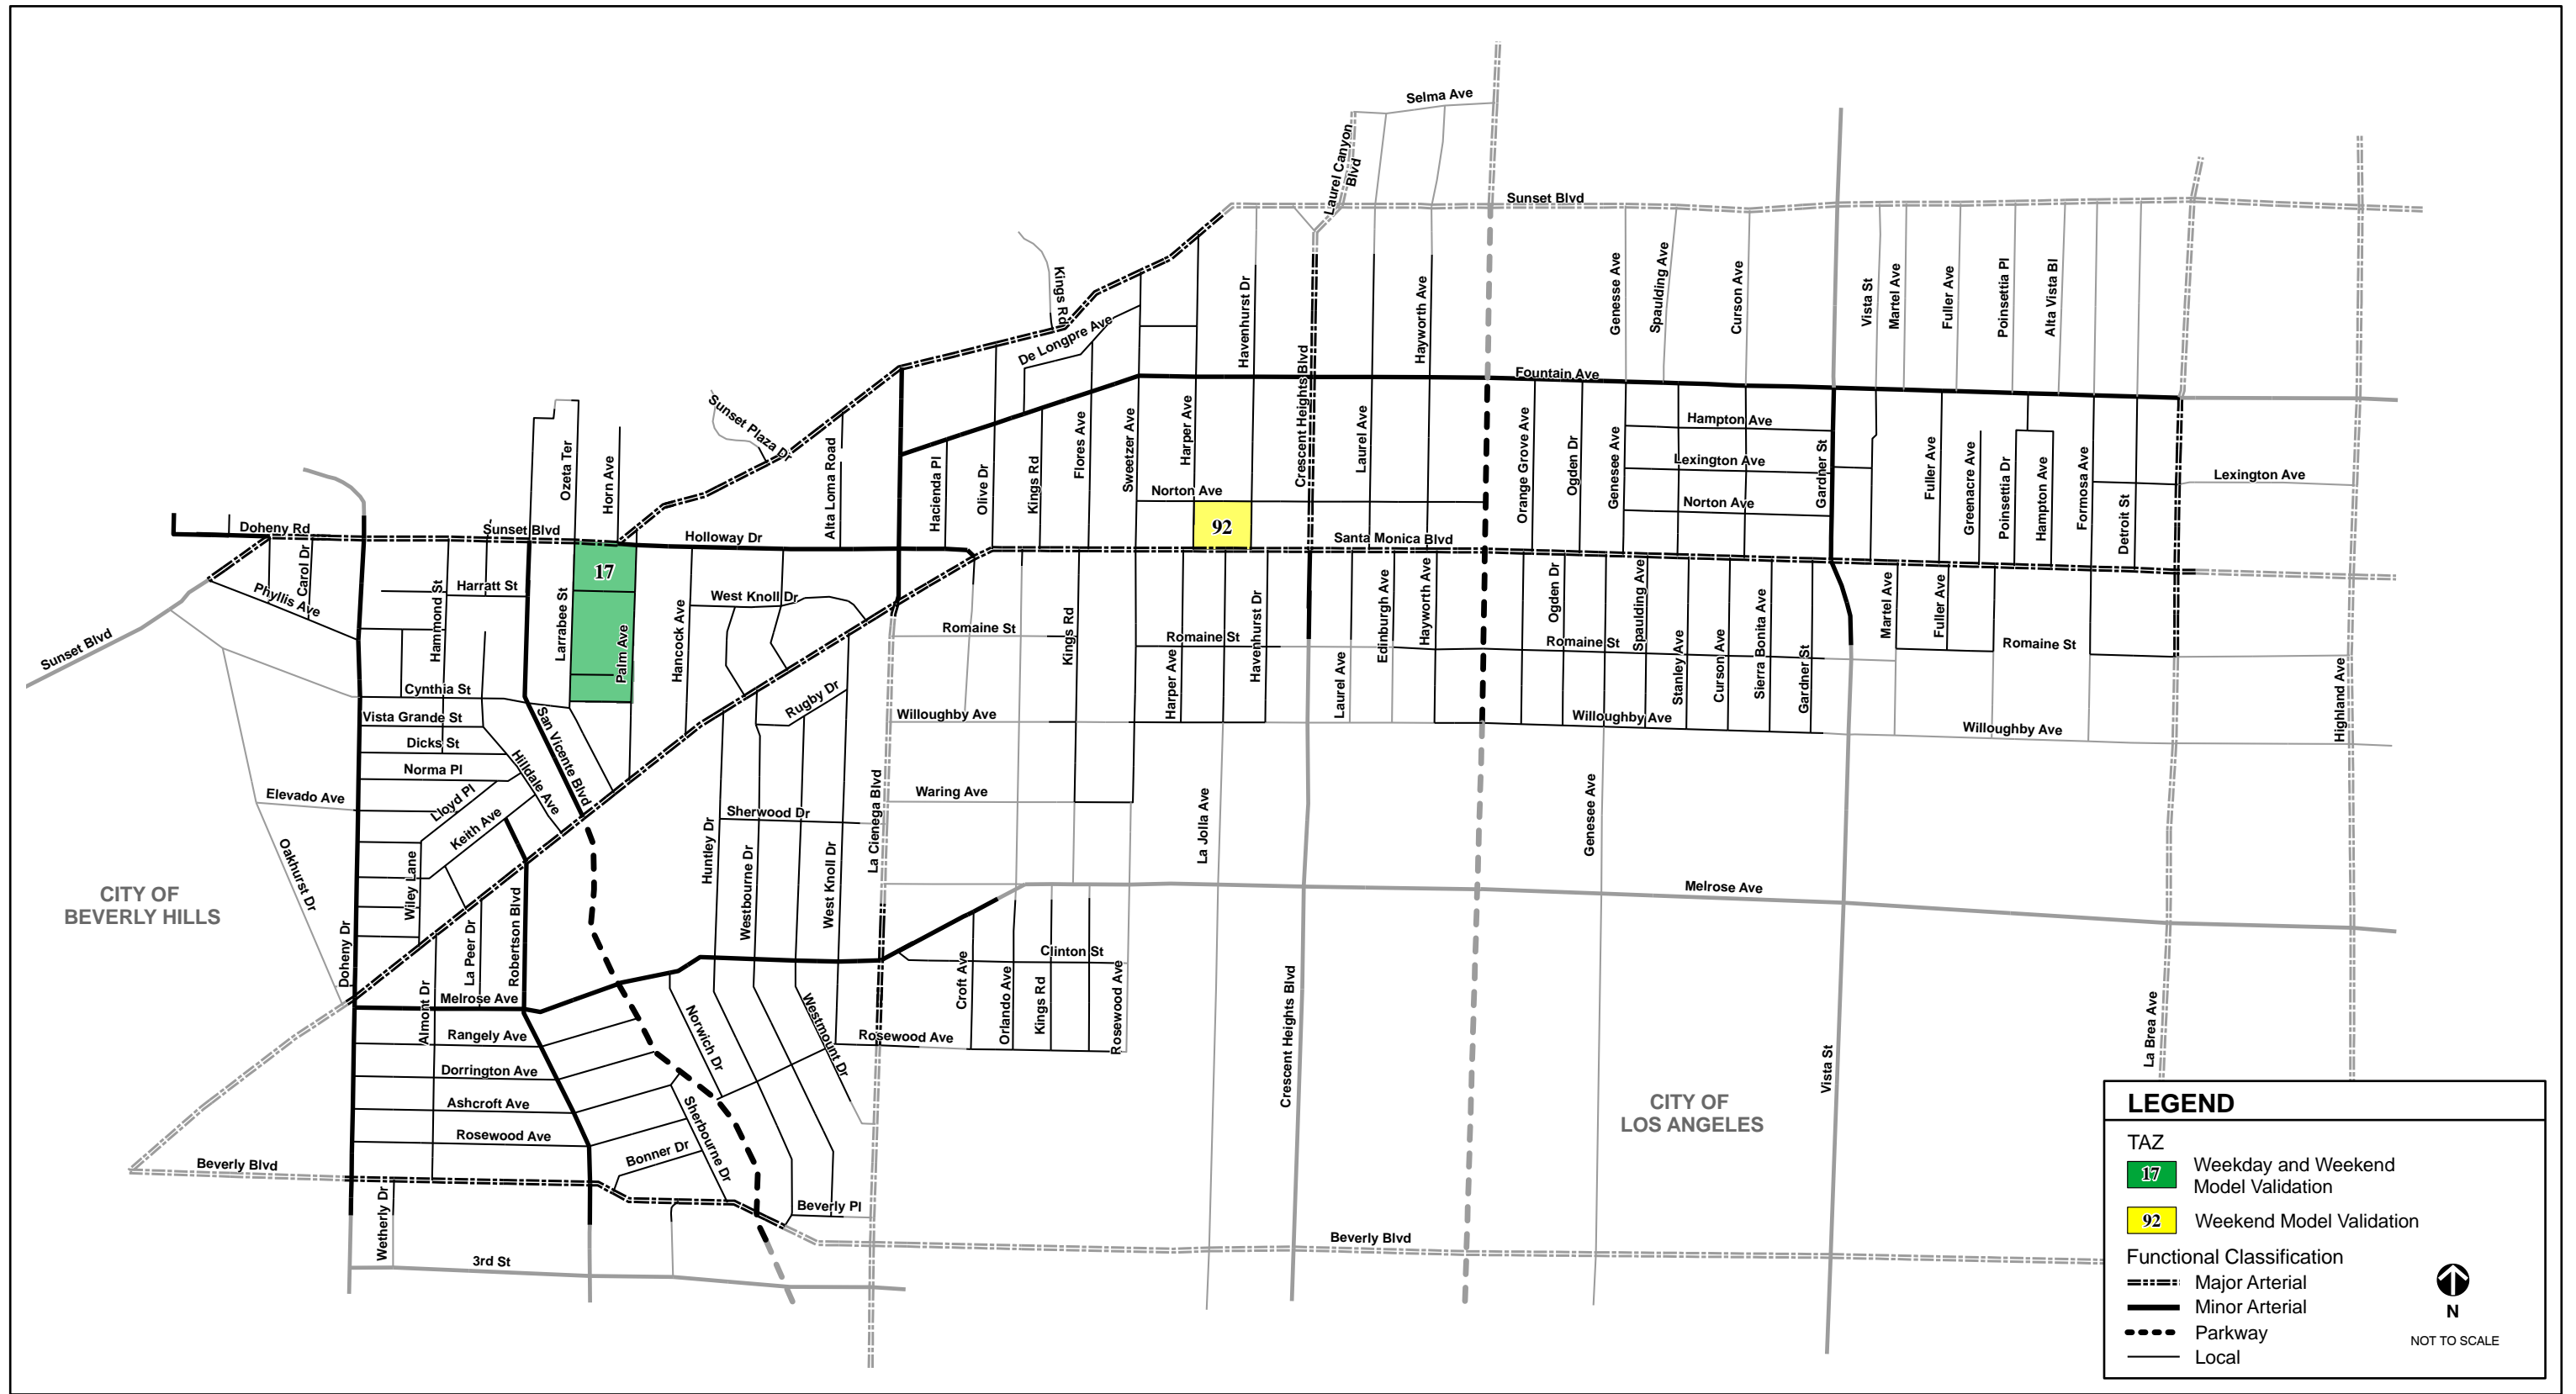 Selma Ave
Laurel Canyon
Blvd
Sunset Blvd
Kings Rd
De Longpre Ave
Havenhurst Dr
Crescent Heights Blvd
Hayworth Ave
Genesse Ave
Spaulding Ave
Curson Ave
Vista St
Martel Ave
Fuller Ave
Poinsettia Pl
Alta Vista Bl
Fountain Ave
Sunset Plaza Dr
Ozeta Ter
Horn Ave
Alta Loma Road
Hacienda Pl
Olive Dr
Kings Rd
Flores Ave
Sweetzer Ave
Harper Ave
Laurel Ave
Orange Grove Ave
Ogden Dr
Genesee Ave
Hampton Ave
Lexington Ave
Norton Ave
Gardner St
Fuller Ave
Greenacre Ave
Poinsettia Dr
Hampton Ave
Formosa Ave
Detroit St
Lexington Ave
Norton Ave
92
Doheny Rd
Sunset Blvd
Holloway Dr
Santa Monica Blvd
17
Carol Dr
Phyllis Ave
Hammond St
Harratt St
Larrabee St
Palm Ave
Hancock Ave
West Knoll Dr
Sunset Blvd
Romaine St
Kings Rd
Romaine St
Harper Ave
Havenhurst Dr
Laurel Ave
Edinburgh Ave
Hayworth Ave
Ogden Dr
Romaine St
Spaulding Ave
Stanley Ave
Curson Ave
Sierra Bonita Ave
Gardner St
Martel Ave
Fuller Ave
Romaine St
Highland Ave
Cynthia St
Vista Grande St
Dicks St
Norma Pl
Lloyd Pl
Keith Ave
Hilldale Ave
San Vicente Blvd
Rugby Dr
Willoughby Ave
Willoughby Ave
Willoughby Ave
Elevado Ave
Oakhurst Dr
Wiley Lane
Sherwood Dr
Huntley Dr
Westbourne Dr
West Knoll Dr
La Cienega Blvd
Waring Ave
La Jolla Ave
Genesee Ave
Melrose Ave
CITY OF
BEVERLY HILLS
Doheny Dr
Almont Dr
La Peer Dr
Robertson Blvd
Melrose Ave
Clinton St
Croft Ave
Orlando Ave
Kings Rd
Rosewood Ave
Crescent Heights Blvd
Vista St
La Brea Ave
Rangely Ave
Dorrington Ave
Ashcroft Ave
Rosewood Ave
Norwich Dr
Westmount Dr
Rosewood Ave
Sherbourne Dr
Bonner Dr
Beverly Blvd
Wetherly Dr
Beverly Pl
3rd St
Beverly Blvd
CITY OF
LOS ANGELES
LEGEND
TAZ
17 Weekday and Weekend
Model Validation
92 Weekend Model Validation
Functional Classification
Major Arterial
Minor Arterial
Parkway
Local
N
NOT TO SCALE